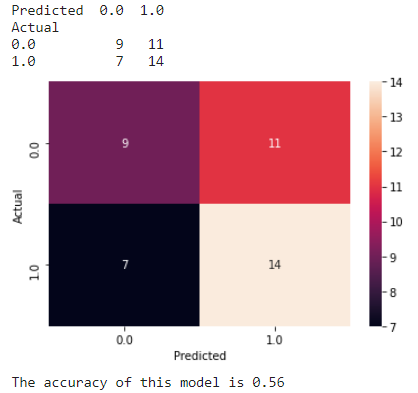 Predicted  0.0  1.0
Actual
0.0          9   11
1.0          7   14
14
13
12
11
10
9
8
7
0.0
9
11
Actual
1.0
7
14
0.0
1.0
Predicted
The accuracy of this model is 0.56